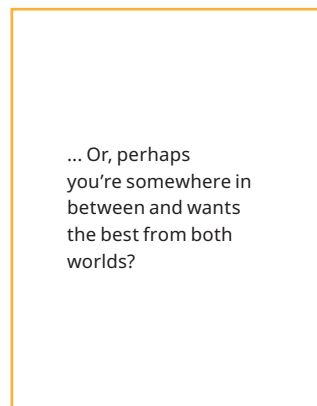 ... Or, perhaps
you’re somewhere in
between and wants
the best from both
worlds?